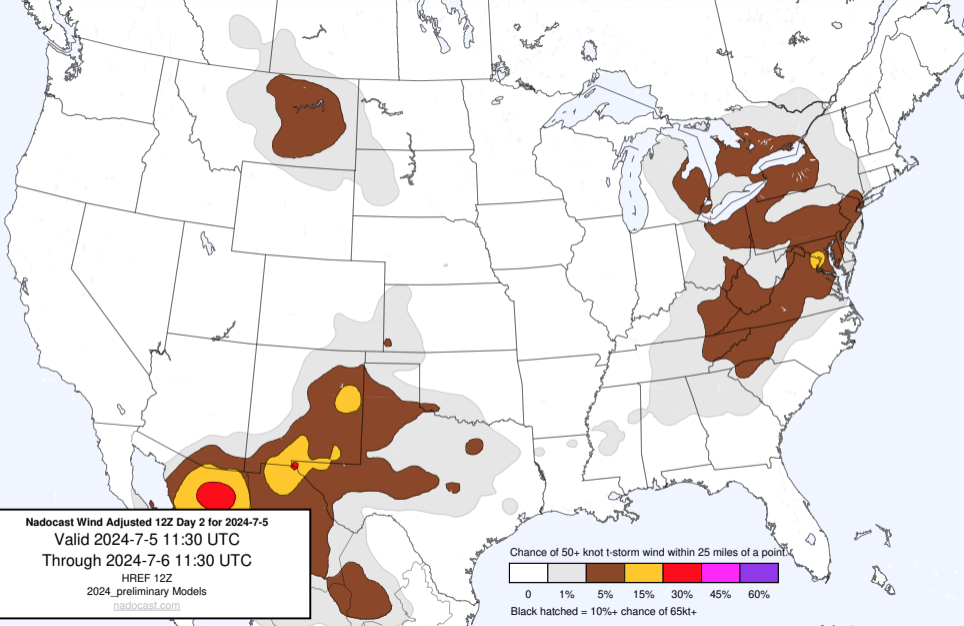 Nadocast Wind Adjusted 12Z Day 2 for 2024-7-5
Valid 2024-7-5 11:30 UTC
Through 2024-7-6 11:30 UTC
HREF 12Z
2024_preliminary Models
nadocast.com
Chance of 50+ knot t-storm wind within 25 miles of a point.
0 1% 5% 15% 30% 45% 60%
Black hatched = 10%+ chance of 65kt+